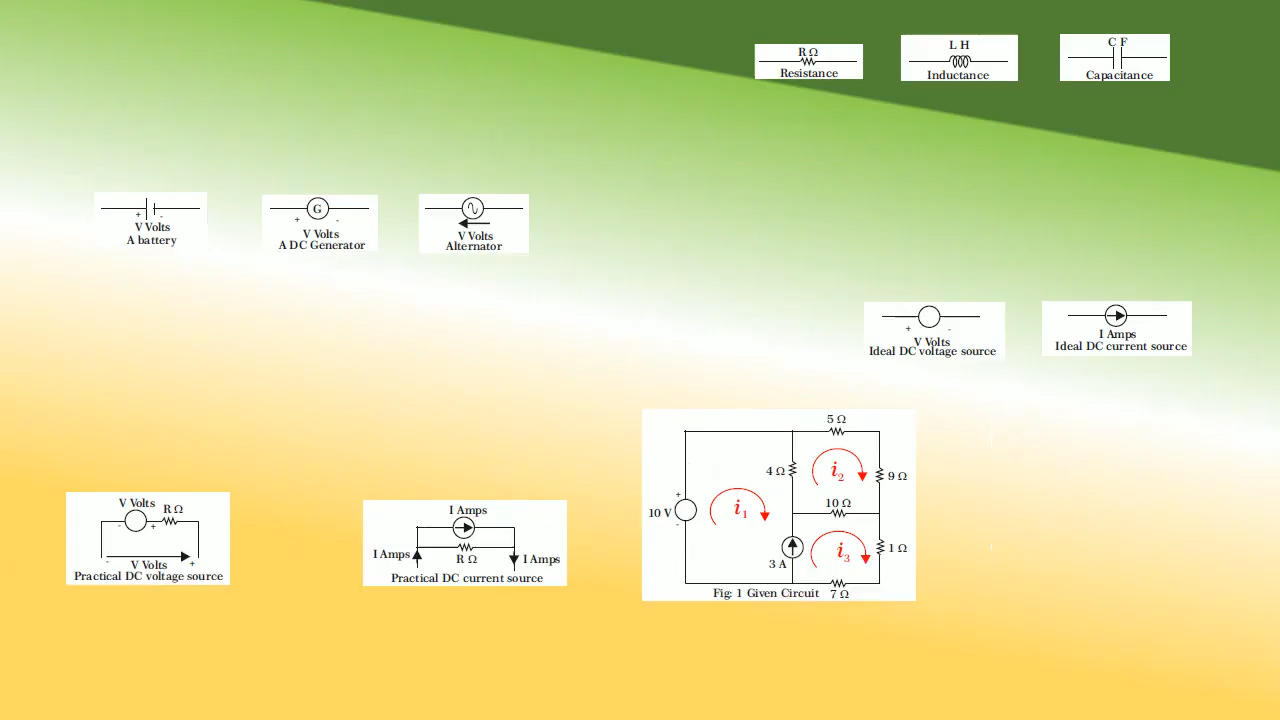 R Ω
Resistance
L H
Inductance
C F
Capacitance
+ -
V Volts
A battery
G
+ -
V Volts
A DC Generator
V Volts
Alternator
+ -
V Volts
Ideal DC voltage source
I Amps
Ideal DC current source
V Volts
R Ω
- +
- V Volts +
Practical DC voltage source
I Amps
I Amps
R Ω
I Amps
Practical DC current source
5 Ω
4 Ω
i2
9 Ω
+
10 V
-
i1
10 Ω
3 A
i3
1 Ω
7 Ω
Fig: 1 Given Circuit